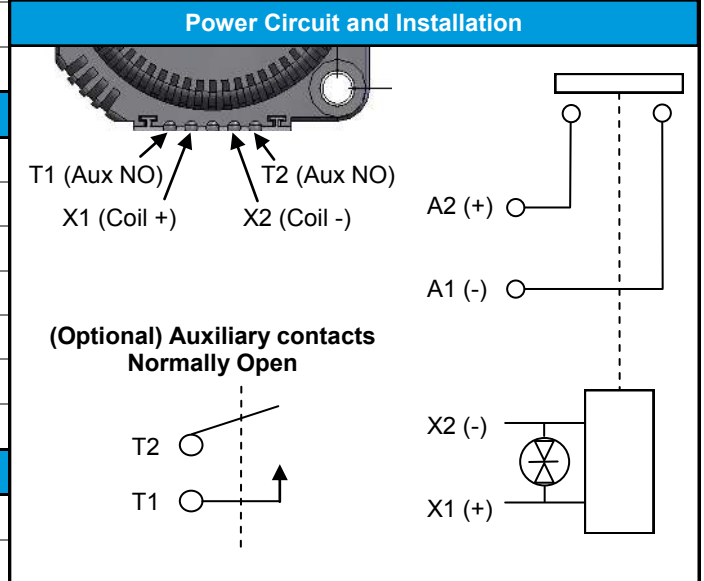 Power Circuit and Installation
T1 (Aux NO)
T2 (Aux NO)
X1 (Coil +)
X2 (Coil -)
A2 (+)
A1 (-)
(Optional) Auxiliary contacts
Normally Open
T2
T1
X2 (-)
X1 (+)